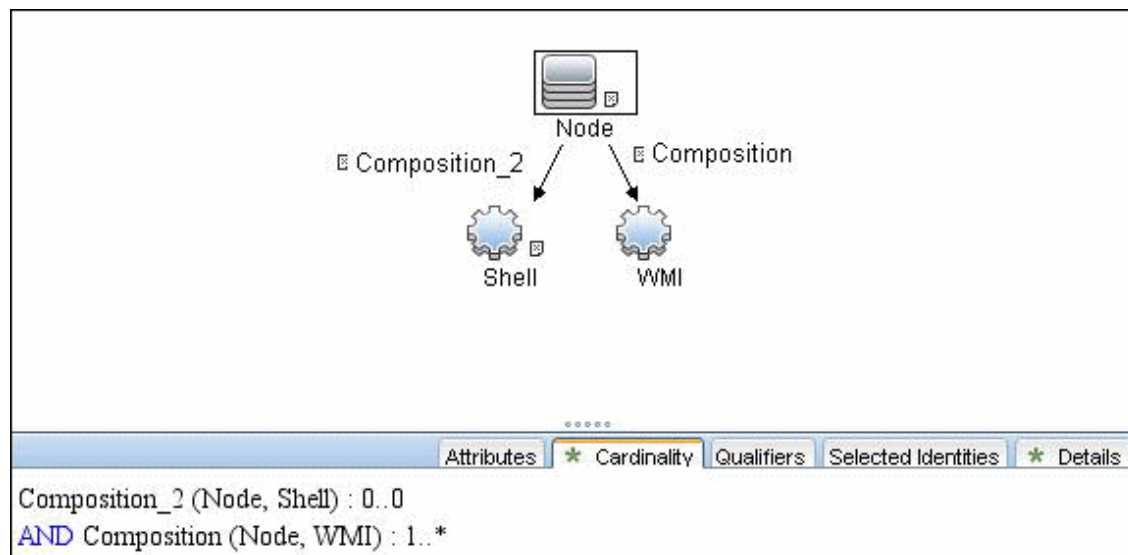 Node
Composition_2
Composition
Shell
WMI
Attributes * Cardinality Qualifiers Selected Identities * Details
Composition_2 (Node, Shell) : 0..0
AND Composition (Node, WMI) : 1..*